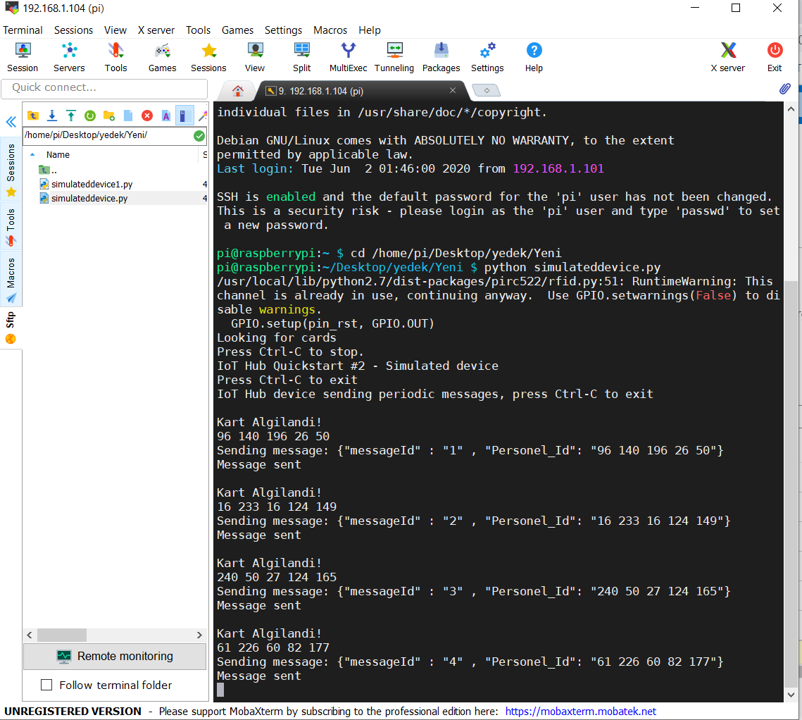 192.168.1.104 (pi)
Terminal Sessions View X server Tools Games Settings Macros Help
Session Servers Tools Games Sessions View Split MultiExec Tunneling Packages Settings Help X server Exit
Quick connect...
9. 192.168.1.104 (pi)
/home/pi/Desktop/yedek/Yeni/
Name S
..
simulateddevice1.py 4
simulateddevice.py 4
Sessions
Tools
Macros
Sftp
individual files in /usr/share/doc/*/copyright.
Debian GNU/Linux comes with ABSOLUTELY NO WARRANTY, to the extent
permitted by applicable law.
Last login: Tue Jun  2 01:46:00 2020 from 192.168.1.101
SSH is enabled and the default password for the 'pi' user has not been changed.
This is a security risk - please login as the 'pi' user and type 'passwd' to set
 a new password.
pi@raspberrypi:~ $ cd /home/pi/Desktop/yedek/Yeni
pi@raspberrypi:~/Desktop/yedek/Yeni $ python simulateddevice.py
/usr/local/lib/python2.7/dist-packages/pirc522/rfid.py:51: RuntimeWarning: This
channel is already in use, continuing anyway.  Use GPIO.setwarnings(False) to di
sable warnings.
  GPIO.setup(pin_rst, GPIO.OUT)
Looking for cards
Press Ctrl-C to stop.
IoT Hub Quickstart #2 - Simulated device
Press Ctrl-C to exit
IoT Hub device sending periodic messages, press Ctrl-C to exit
Kart Algilandi!
96 140 196 26 50
Sending message: {"messageId" : "1" , "Personel_Id": "96 140 196 26 50"}
Message sent
Kart Algilandi!
16 233 16 124 149
Sending message: {"messageId" : "2" , "Personel_Id": "16 233 16 124 149"}
Message sent
Kart Algilandi!
240 50 27 124 165
Sending message: {"messageId" : "3" , "Personel_Id": "240 50 27 124 165"}
Message sent
Kart Algilandi!
61 226 60 82 177
Sending message: {"messageId" : "4" , "Personel_Id": "61 226 60 82 177"}
Message sent
Remote monitoring
Follow terminal folder
UNREGISTERED VERSION - Please support MobaXterm by subscribing to the professional edition here: https://mobaxterm.mobatek.net